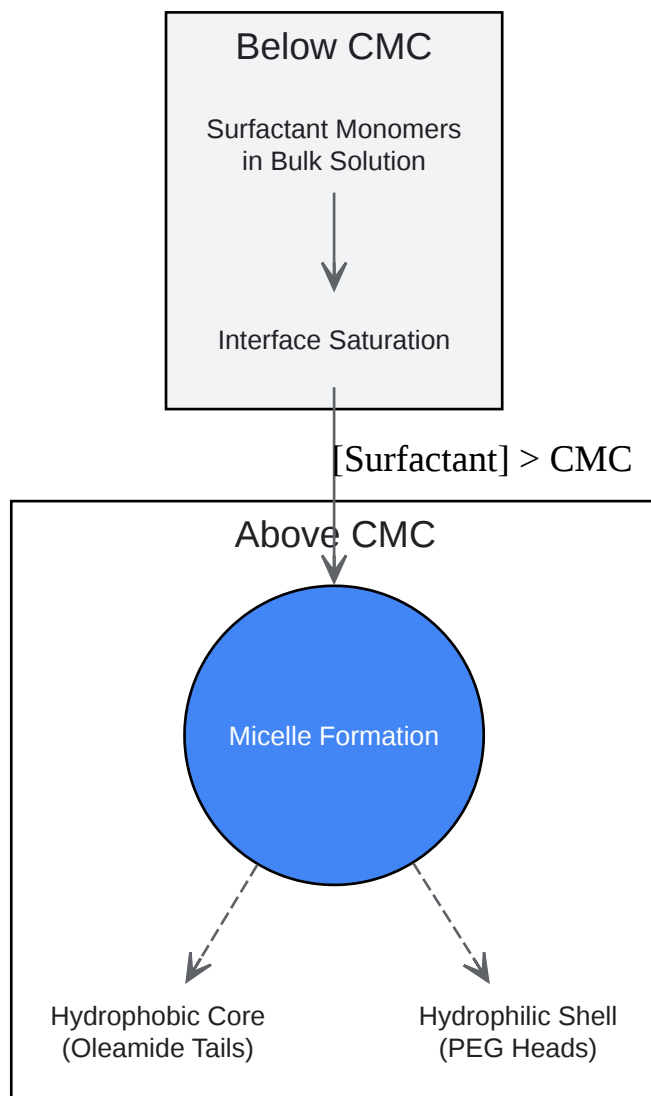 Below CMC
Surfactant Monomers
in Bulk Solution
Interface Saturation
[Surfactant] > CMC
Above CMC
Micelle Formation
Hydrophobic Core
(Oleamide Tails)
Hydrophilic Shell
(PEG Heads)